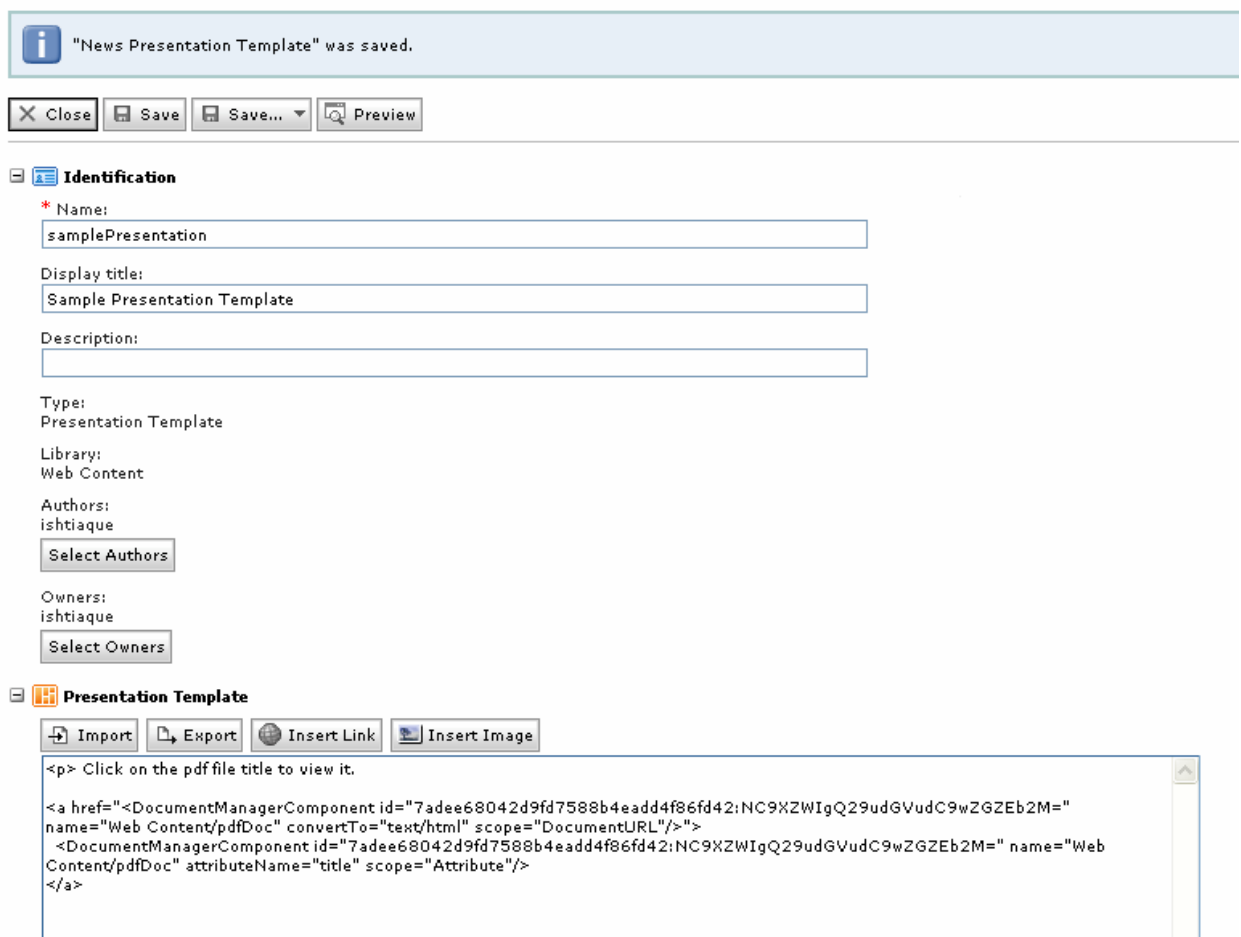 "News Presentation Template" was saved.
Close Save Save... Preview
Identification
* Name:
samplePresentation
Display title:
Sample Presentation Template
Description:
Type:
Presentation Template
Library:
Web Content
Authors:
ishtiaque
Select Authors
Owners:
ishtiaque
Select Owners
Presentation Template
Import Export Insert Link Insert Image
<p> Click on the pdf file title to view it.
<a href="<DocumentManagerComponent id="7adee68042d9fd7588b4eadd4f86fd42:NC9XZWIgQ29udGVudC9wZGZEb2M="
name="Web Content/pdfDoc" convertTo="text/html" scope="DocumentURL"/>">
<DocumentManagerComponent id="7adee68042d9fd7588b4eadd4f86fd42:NC9XZWIgQ29udGVudC9wZGZEb2M=" name="Web
Content/pdfDoc" attributeName="title" scope="Attribute"/>
</a>